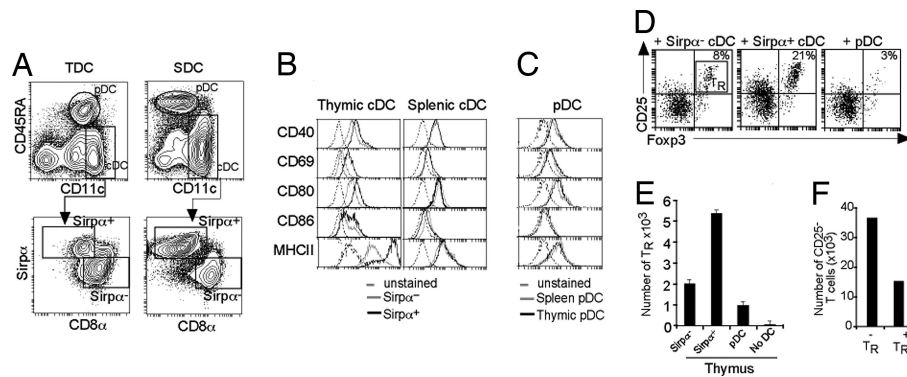 A
TDC
SDC
pDC
pDC
CD45RA
cDC
cDC
CD11c
CD11c
Sirpα+
Sirpα+
Sirpα
Sirpα-
Sirpα-
CD8α
CD8α
B
Thymic cDC
Splenic cDC
CD40
CD69
CD80
CD86
MHCII
unstained
Sirpα−
Sirpα+
C
pDC
unstained
Spleen pDC
Thymic pDC
D
+ Sirpα- cDC
+ Sirpα+ cDC
+ pDC
8%
21%
3%
TR
CD25
Foxp3
E
Number of TR x10³
6
5
4
3
2
1
0
Sirpα-
Sirpα+
pDC
No DC
Thymus
F
Number of CD25-
T cells (x10³)
40
30
20
10
0
- +
TR TR